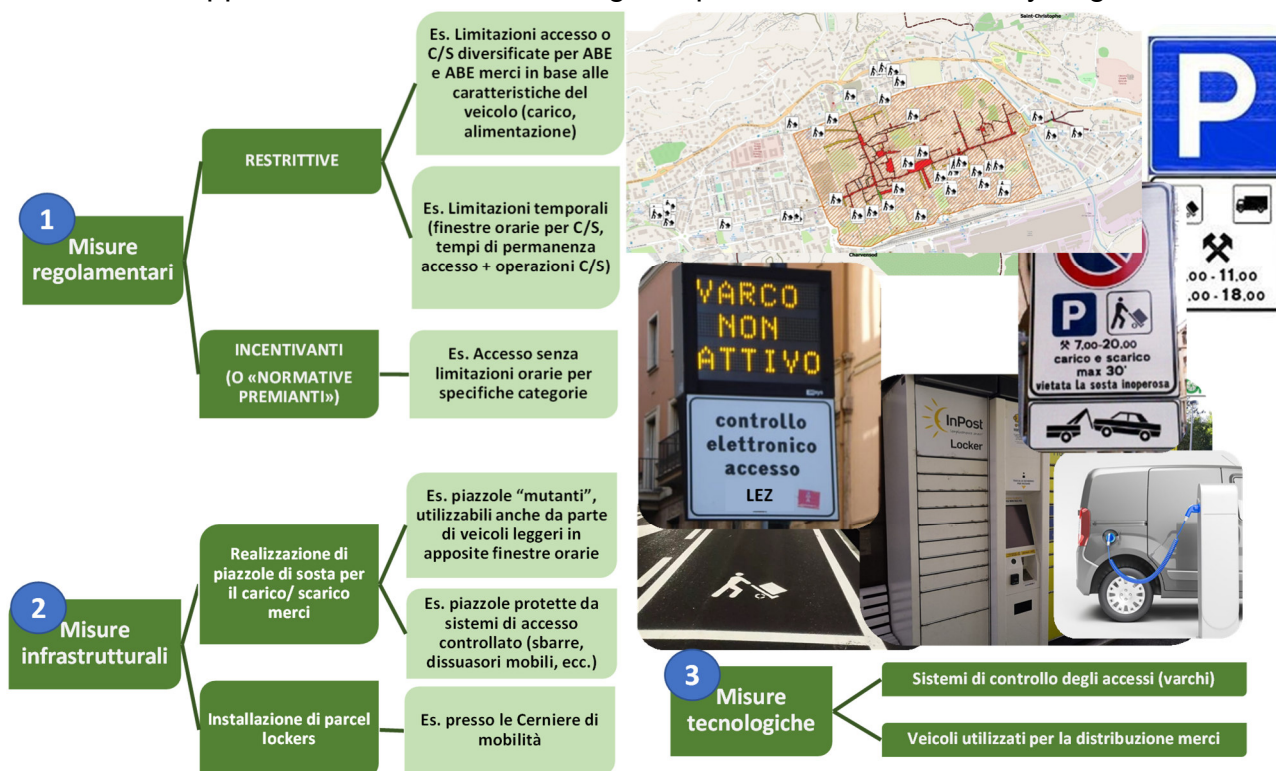 Es. Limitazioni accesso o
C/S diversificate per ABE
e ABE merci in base alle
caratteristiche del
veicolo (carico,
alimentazione)
RESTRITTIVE
Es. Limitazioni temporali
(finestre orarie per C/S,
tempi di permanenza
accesso + operazioni C/S)
1
Misure
regolamentari
INCENTIVANTI
(O «NORMATIVE
PREMIANTI»)
Es. Accesso senza
limitazioni orarie per
specifiche categorie
Es. piazzole “mutanti”,
utilizzabili anche da parte
di veicoli leggeri in
apposite finestre orarie
Realizzazione di
piazzole di sosta per
il carico/ scarico
merci
2
Misure
infrastrutturali
Es. piazzole protette da
sistemi di accesso
controllato (sbarre,
dissuasori mobili, ecc.)
Installazione di parcel
lockers
Es. presso le Cerniere di
mobilità
Saint-Christophe
Charvensod
P
.00-11,00
.00-18,00
P
7,00-20,00
carico e scarico
max 30'
vietata la sosta inoperosa
VARCO
NON
ATTIVO
controllo
elettronico
accesso
LEZ
InPost
Locker
3
Misure
tecnologiche
Sistemi di controllo degli accessi (varchi)
Veicoli utilizzati per la distribuzione merci